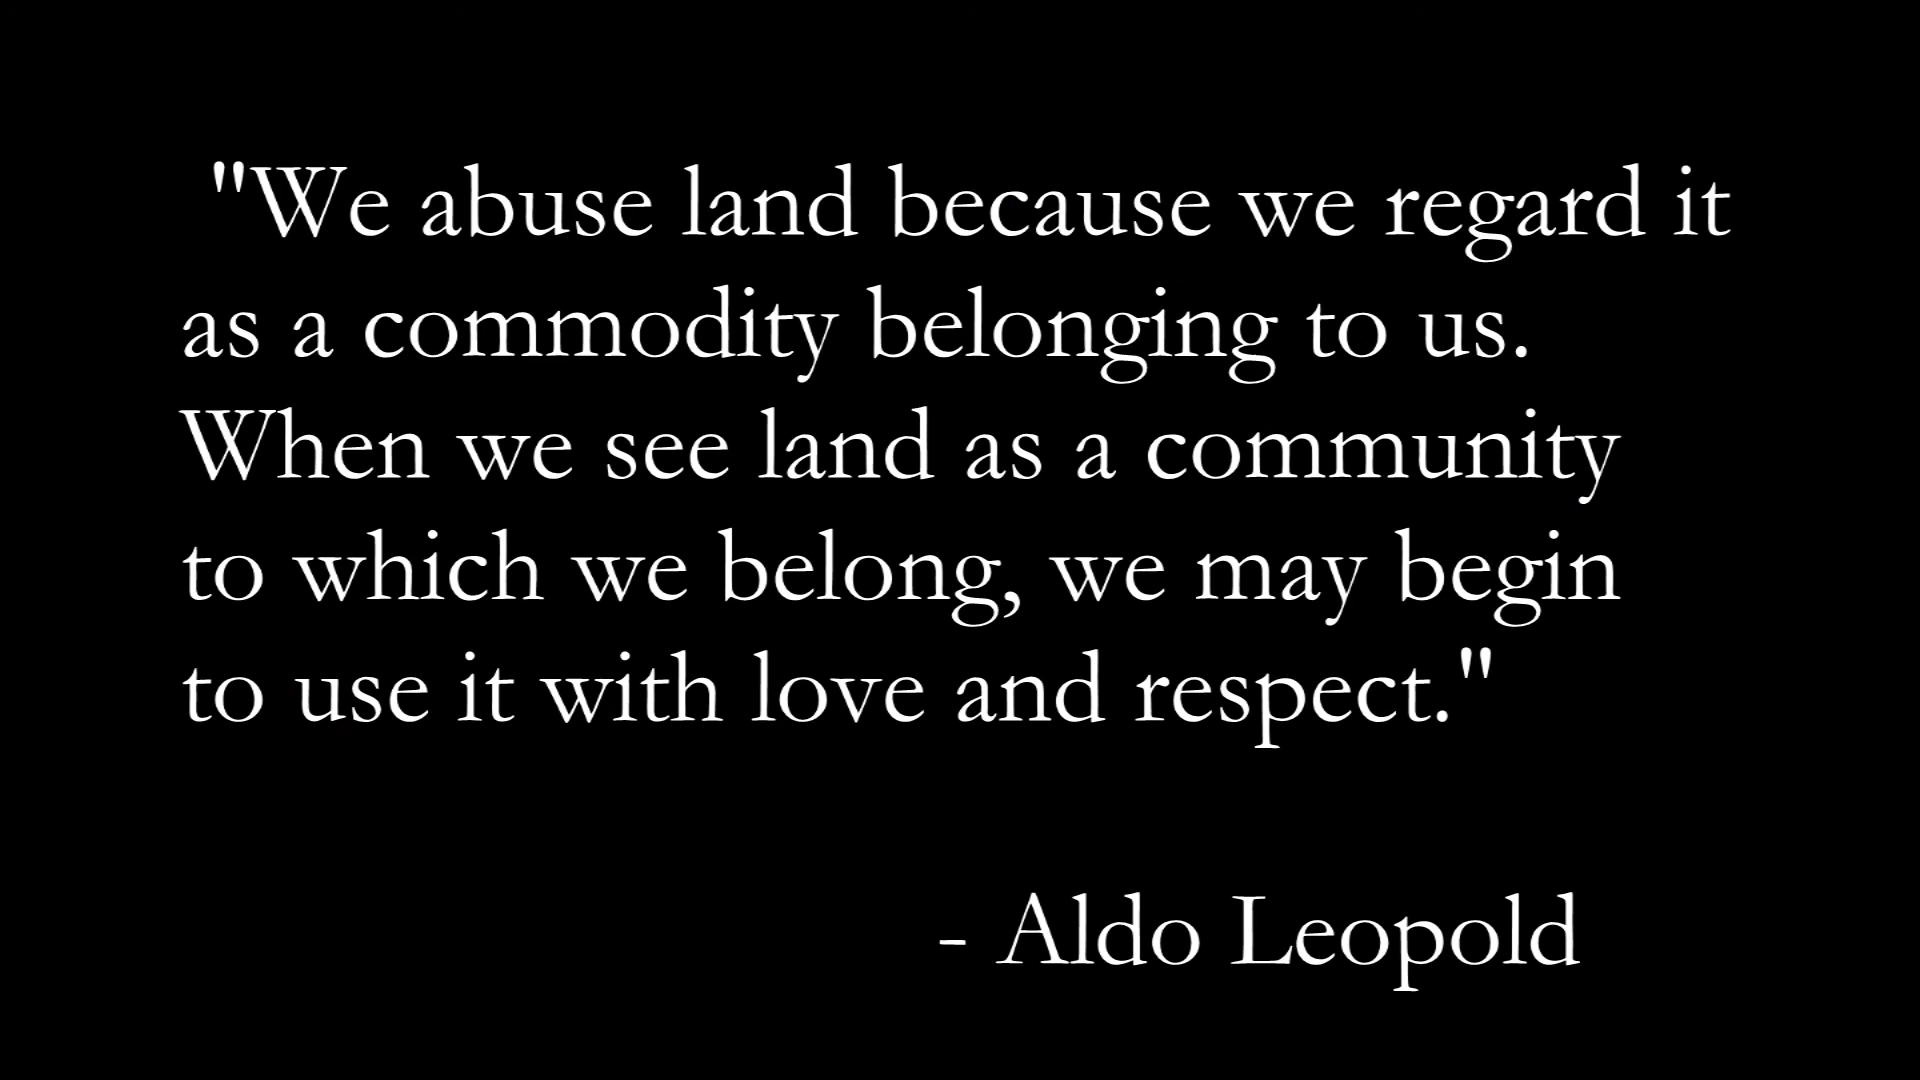 "We abuse land because we regard it
as a commodity belonging to us.
When we see land as a community
to which we belong, we may begin
to use it with love and respect."
- Aldo Leopold